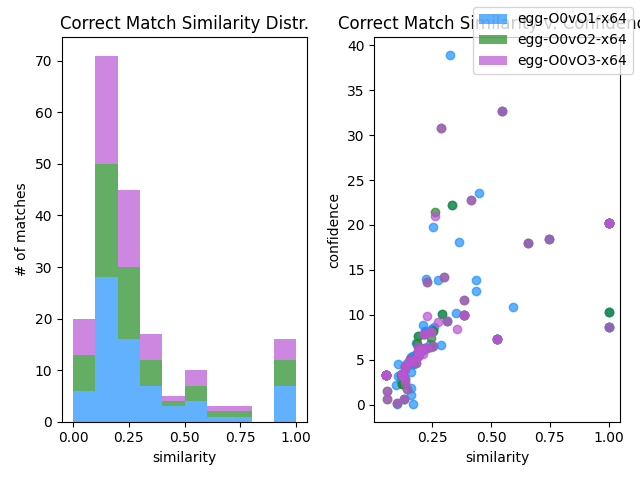 Correct Match Similarity Distr.
70
60
50
40
30
20
10
0
0.00 0.25 0.50 0.75 1.00
similarity
# of matches
Correct Match Similarity v. Confidenc
egg-O0vO1-x64
egg-O0vO2-x64
egg-O0vO3-x64
40
35
30
25
20
15
10
5
0
0.25 0.50 0.75 1.00
similarity
confidence